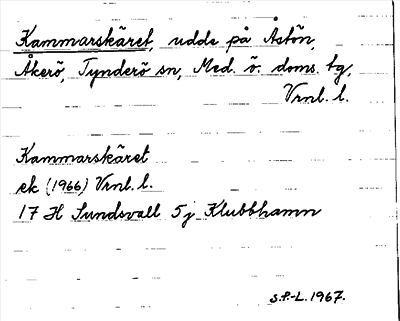 Kammarskäret, udde på Åstön,
Åkerö, Tynderö sn, Med. ö. doms. tg,
Vrnl. l.
Kammarskäret
ek (1966) Vrnl. l.
17 H Sundsvall 5j Klubbhamn
S.P.-L. 1967.